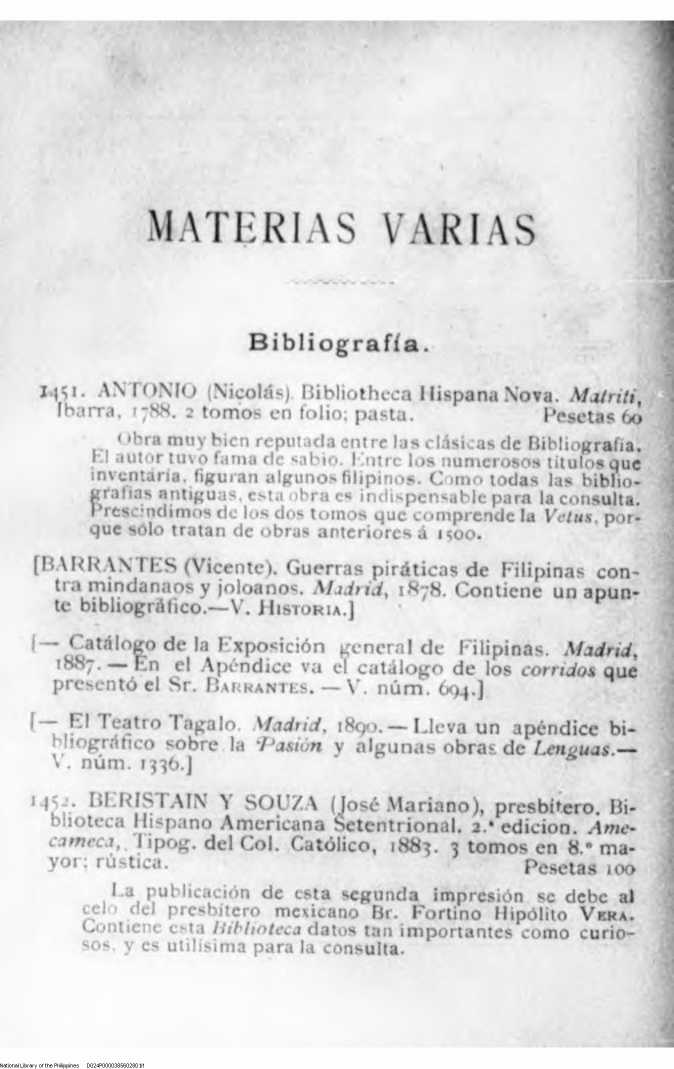 MATERIAS VARIAS
Bibliografía.
1451. ANTONIO (Nicolás). Bibliotheca Hispana Nova. Matriti,
Ibarra, 1788. 2 tomos en folio; pasta. Pesetas 60
Obra muy bien reputada entre las clásicas de Bibliografía.
El autor tuvo fama de sabio. Entre los numerosos títulos que
inventaría, figuran algunos filipinos. Como todas las biblio-
grafías antiguas, esta obra es indispensable para la consulta.
Prescindimos de los dos tomos que comprende la Vetus, por-
que sólo tratan de obras anteriores á 1500.
[BARRANTES (Vicente). Guerras piráticas de Filipinas con-
tra mindanaos y joloanos. Madrid, 1878. Contiene un apun-
te bibliográfico.—V. HISTORIA.]
[— Catálogo de la Exposición general de Filipinas. Madrid,
1887. — En el Apéndice va el catálogo de los corridos que
presentó el Sr. BARRANTES. — V. núm. 694.]
[— El Teatro Tagalo. Madrid, 1890. — Lleva un apéndice bi-
bliográfico sobre la Pasión y algunas obras de Lenguas.—
V. núm. 1336.]
1452. BERISTAIN Y SOUZA (José Mariano), presbítero. Bi-
blioteca Hispano Americana Setentrional. 2.ª edicion. Ame-
cameca, Tipog. del Col. Católico, 1883. 3 tomos en 8.º ma-
yor; rústica. Pesetas 100
La publicación de esta segunda impresión se debe al
celo del presbítero mexicano Br. Fortino Hipólito VERA.
Contiene esta Biblioteca datos tan importantes como curio-
sos, y es utilísima para la consulta.
National Library of the Philippines D024P000038560280.tif